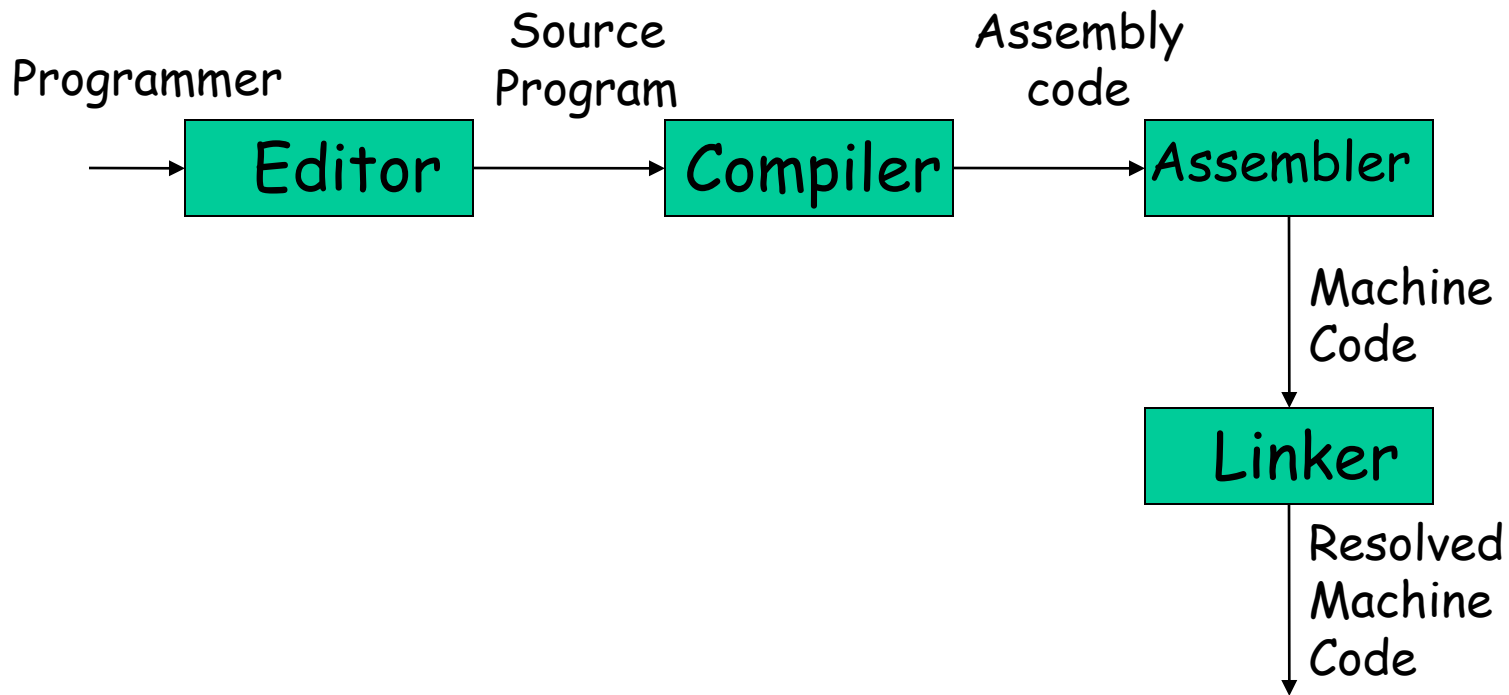 Programmer
Source
Program
Assembly
code
Editor
Compiler
Assembler
Machine
Code
Linker
Resolved
Machine
Code